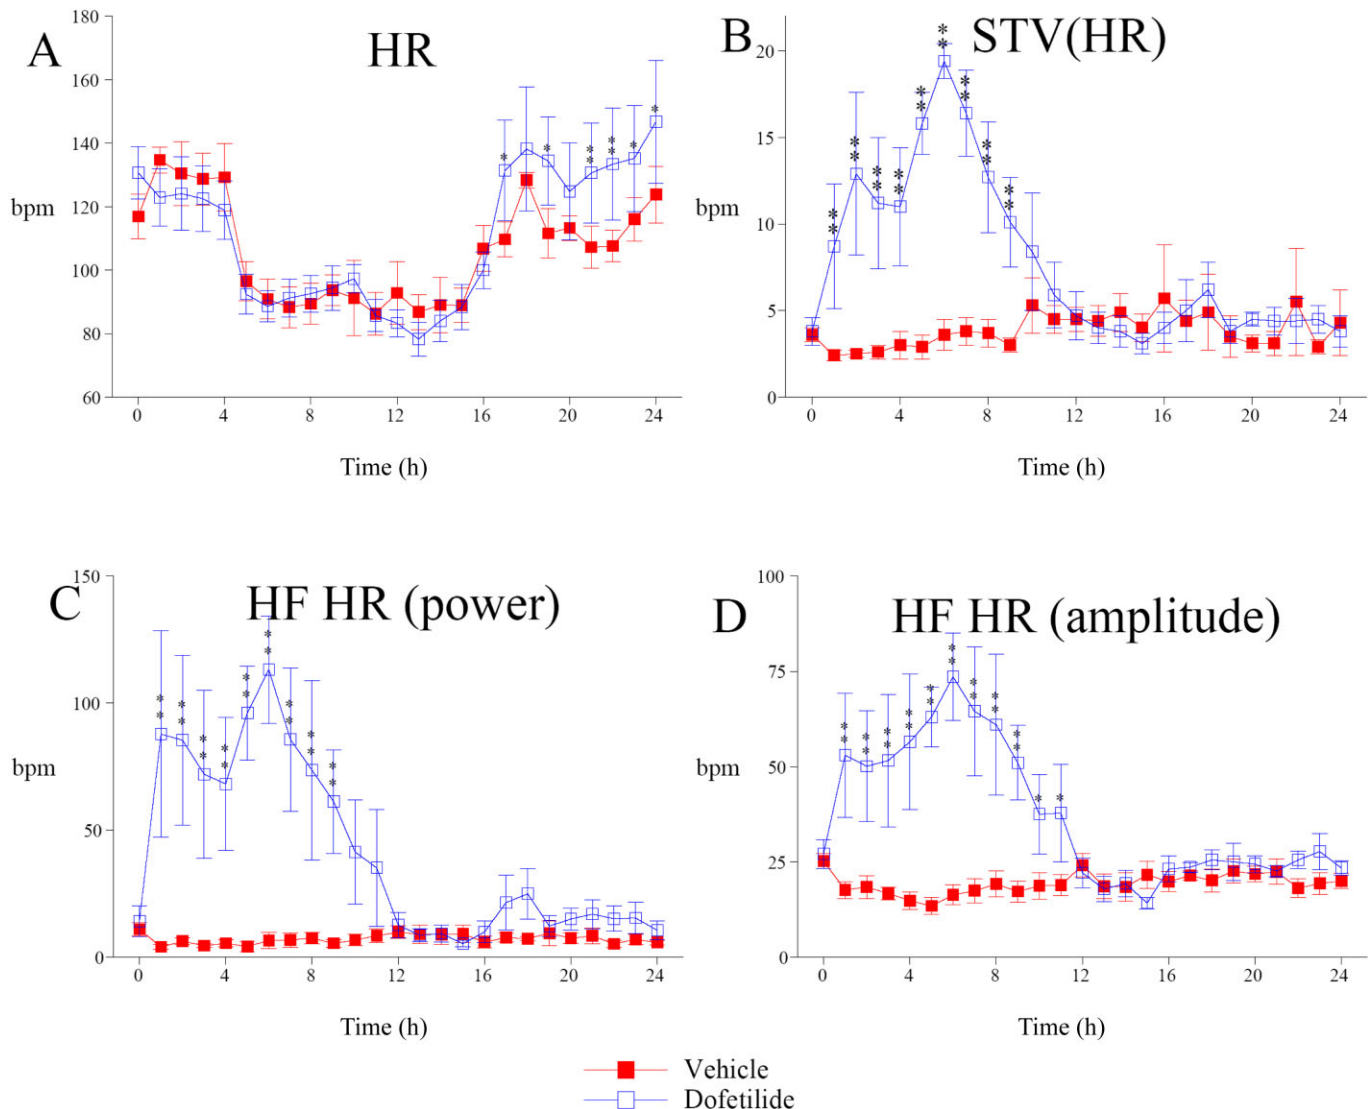 A
HR
180
160
140
120
100
80
60
bpm
0 4 8 12 16 20 24
Time (h)
* * ** ** * *
B
STV(HR)
20
15
10
5
0
bpm
0 4 8 12 16 20 24
Time (h)
** ** ** ** ** ** ** ** **
C
HF HR (power)
150
100
50
0
bpm
0 4 8 12 16 20 24
Time (h)
** ** ** ** ** ** ** ** **
D
HF HR (amplitude)
100
75
50
25
0
bpm
0 4 8 12 16 20 24
Time (h)
** ** ** ** ** ** ** ** ** * *
Vehicle
Dofetilide